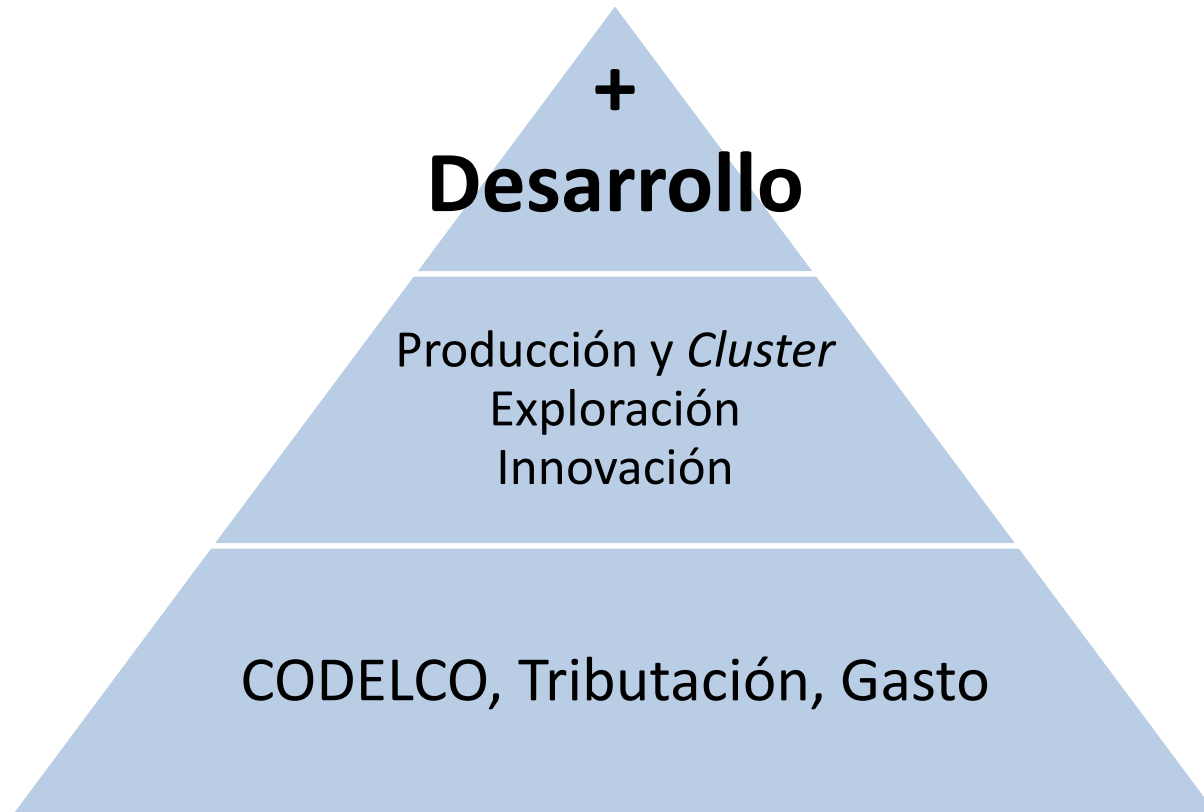 +
Desarrollo
Producción y Cluster
Exploración
Innovación
CODELCO, Tributación, Gasto